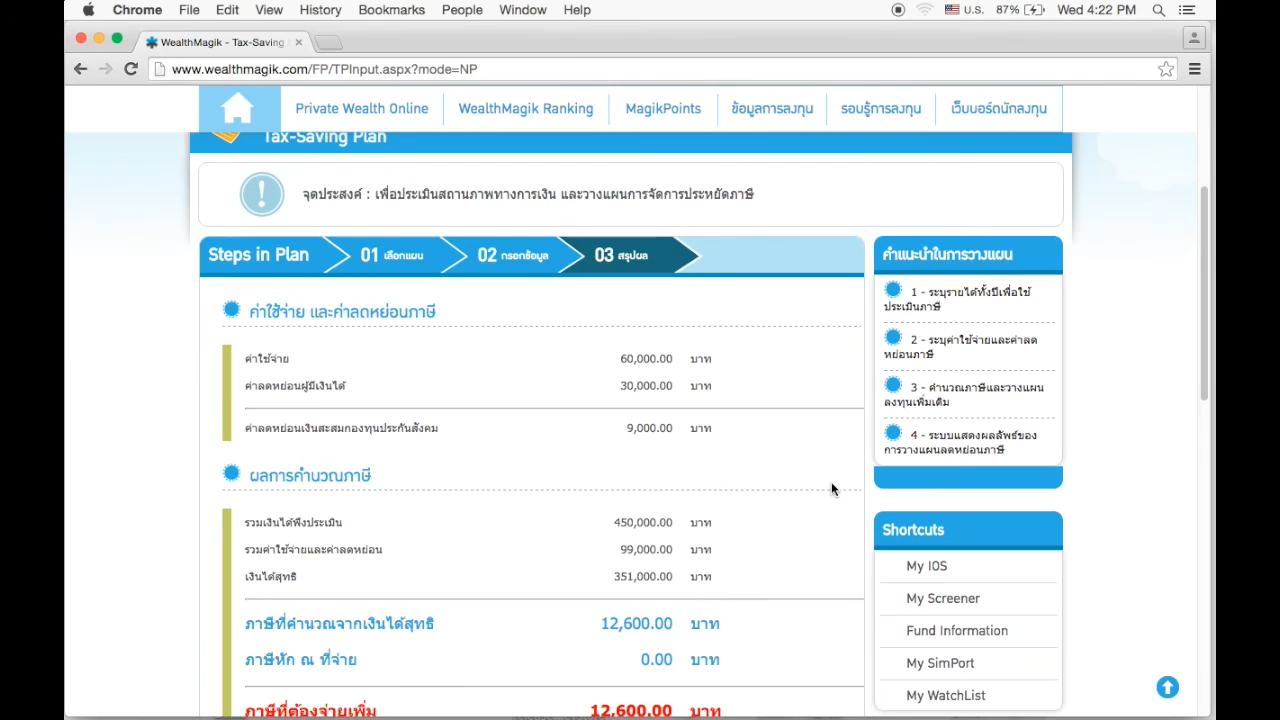 Chrome File Edit View History Bookmarks People Window Help U.S. 87% Wed 4:22 PM
WealthMagik - Tax-Saving
www.wealthmagik.com/FP/TPInput.aspx?mode=NP
Private Wealth Online WealthMagik Ranking MagikPoints ข้อมูลการลงทุน รอบรู้การลงทุน เว็บบอร์ดนักลงทุน
Tax-Saving Plan
จุดประสงค์ : เพื่อประเมินสถานภาพทางการเงิน และวางแผนการจัดการประหยัดภาษี
Steps in Plan 01 เลือกแผน 02 กรอกข้อมูล 03 สรุปผล
ค่าใช้จ่าย และค่าลดหย่อนภาษี
ค่าใช้จ่าย 60,000.00 บาท
ค่าลดหย่อนผู้มีเงินได้ 30,000.00 บาท
ค่าลดหย่อนเงินสะสมกองทุนประกันสังคม 9,000.00 บาท
ผลการคำนวณภาษี
รวมเงินได้พึงประเมิน 450,000.00 บาท
รวมค่าใช้จ่ายและค่าลดหย่อน 99,000.00 บาท
เงินได้สุทธิ 351,000.00 บาท
ภาษีที่คำนวณจากเงินได้สุทธิ 12,600.00 บาท
ภาษีหัก ณ ที่จ่าย 0.00 บาท
ภาษีที่ต้องจ่ายเพิ่ม 12,600.00 บาท
คำแนะนำในการวางแผน
1 - ระบุรายได้ทั้งปีเพื่อใช้
ประเมินภาษี
2 - ระบุค่าใช้จ่ายและค่าลด
หย่อนภาษี
3 - คำนวณภาษีและวางแผน
ลงทุนเพิ่มเติม
4 - ระบบแสดงผลลัพธ์ของ
การวางแผนลดหย่อนภาษี
Shortcuts
My IOS
My Screener
Fund Information
My SimPort
My WatchList